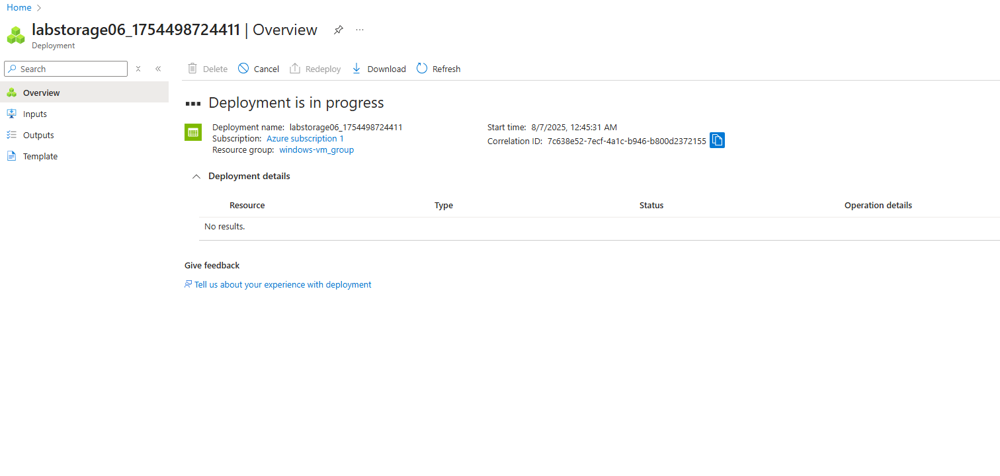 Home
labstorage06_1754498724411 | Overview
Deployment
Search
Delete Cancel Redeploy Download Refresh
Overview
Inputs
Outputs
Template
Deployment is in progress
Deployment name: labstorage06_1754498724411
Subscription: Azure subscription 1
Resource group: windows-vm_group
Start time: 8/7/2025, 12:45:31 AM
Correlation ID: 7c638e52-7ecf-4a1c-b946-b800d2372155
Deployment details
Resource Type Status Operation details
No results.
Give feedback
Tell us about your experience with deployment